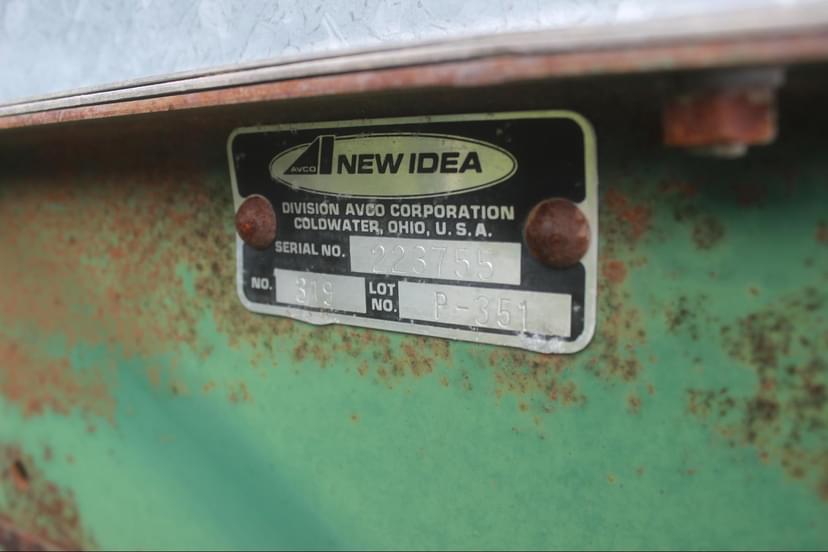 AVCO NEW IDEA
DIVISION AVCO CORPORATION
COLDWATER, OHIO, U.S.A.
SERIAL NO. 223755
NO. 319 LOT NO. P-351